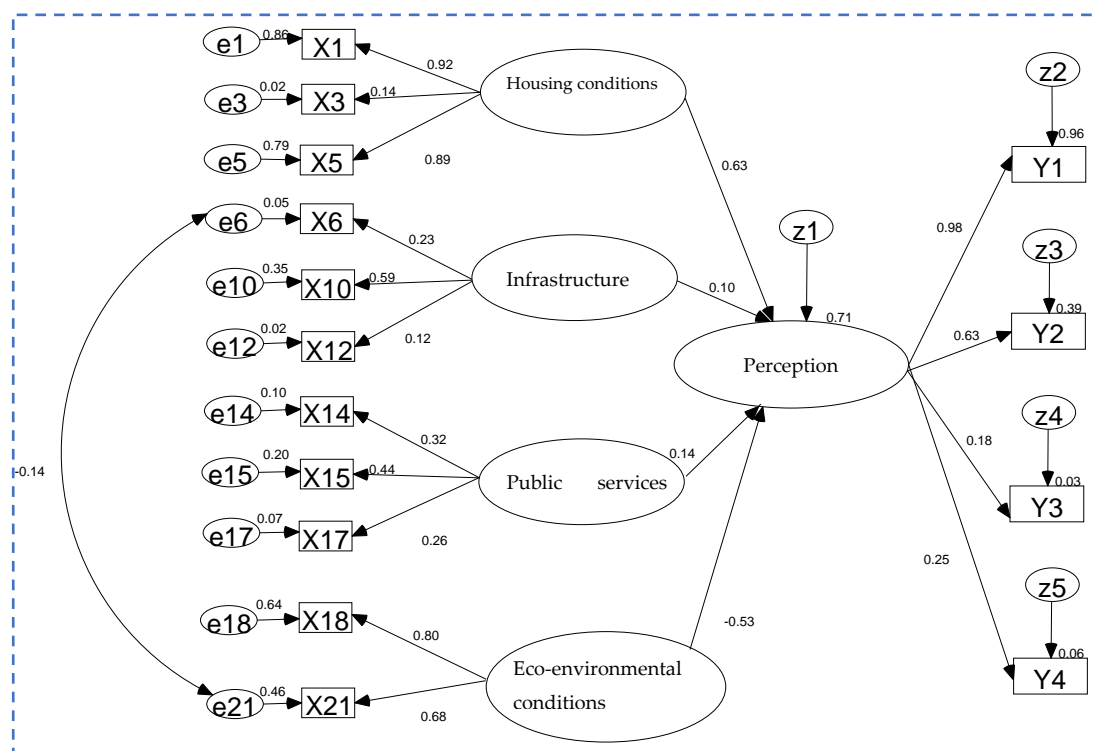 e1 0.86 X1
0.92
e3 0.02 X3 0.14
e5 0.79 X5
0.89
Housing conditions
0.63
e6 0.05 X6
0.23
e10 0.35 X10 0.59
e12 0.02 X12
0.12
Infrastructure
0.10
e14 0.10 X14
0.32
e15 0.20 X15 0.44
e17 0.07 X17
0.26
Public services
0.14
e18 0.64 X18
0.80
e21 0.46 X21
0.68
Eco-environmental
conditions
-0.53
-0.14
z1
0.71
Perception
z2
0.96
Y1
0.98
z3
0.39
Y2
0.63
z4
0.03
Y3
0.18
z5
0.06
Y4
0.25